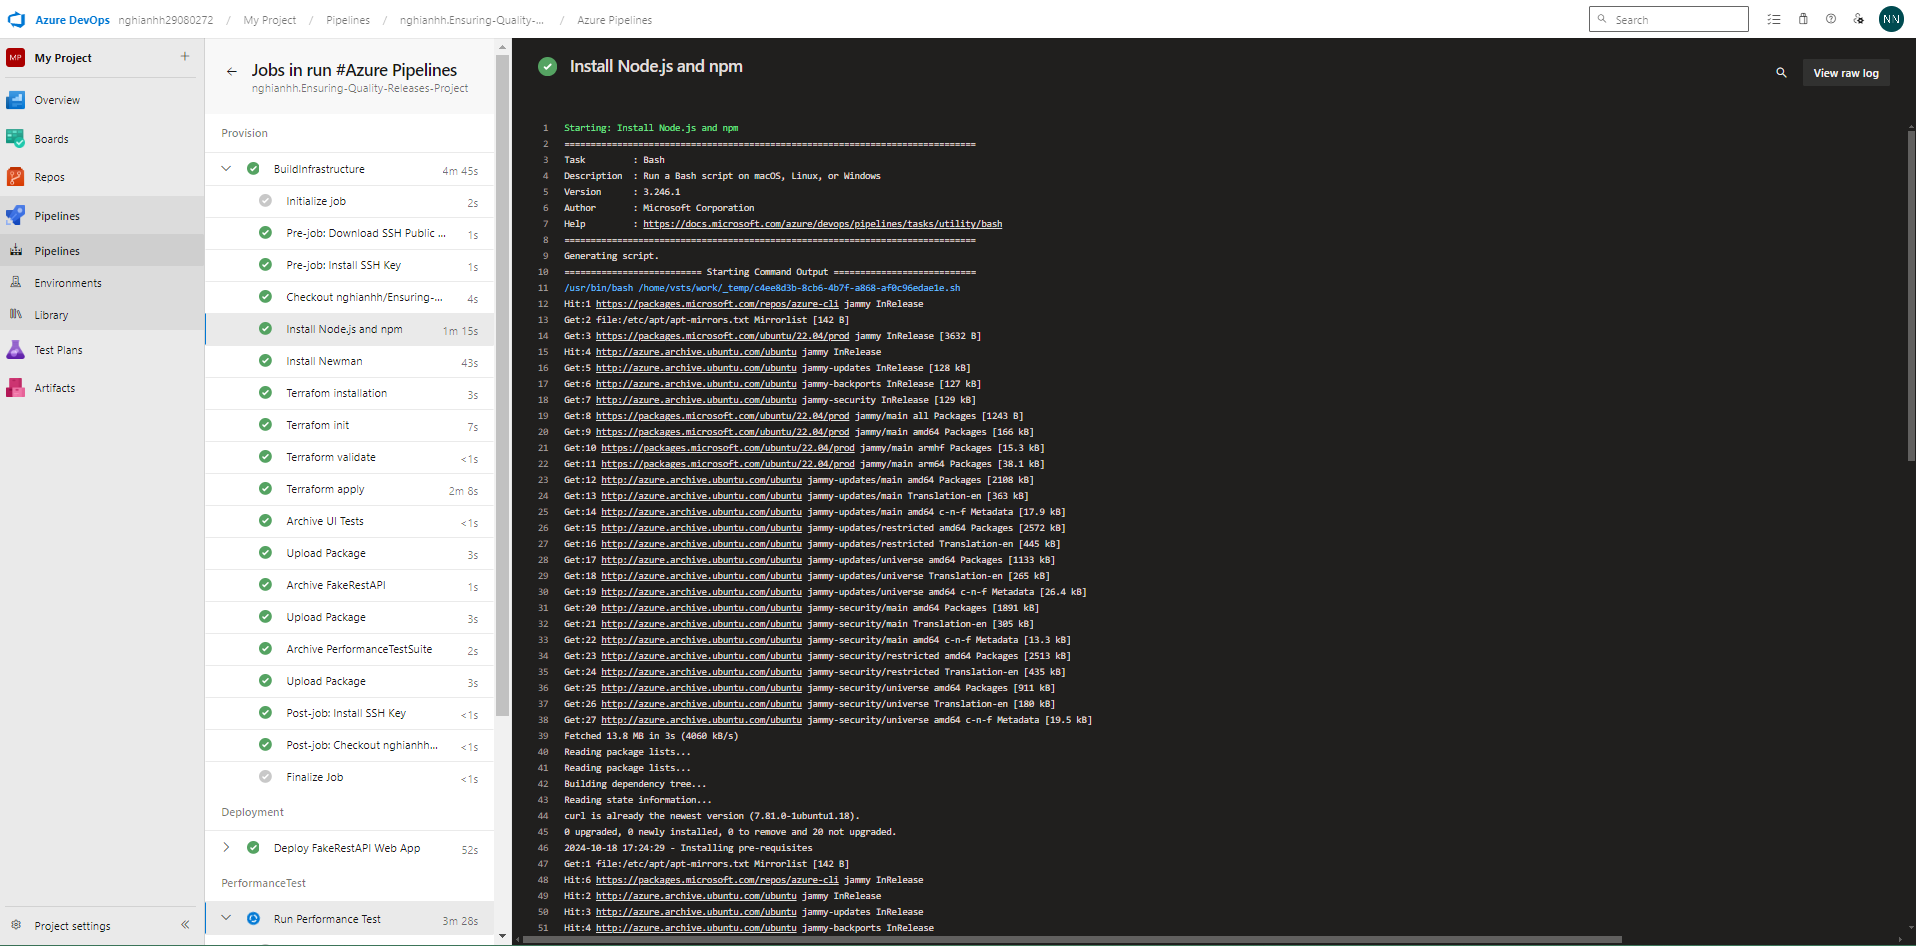 Azure DevOps nghianhh29080272 / My Project / Pipelines / nghianhh.Ensuring-Quality-... / Azure Pipelines
Search
NN
MP My Project +
Overview
Boards
Repos
Pipelines
Pipelines
Environments
Library
Test Plans
Artifacts
Project settings
Jobs in run #Azure Pipelines
nghianhh.Ensuring-Quality-Releases-Project
Provision
BuildInfrastructure 4m 45s
Initialize job 2s
Pre-job: Download SSH Public ... 1s
Pre-job: Install SSH Key 1s
Checkout nghianhh/Ensuring-... 4s
Install Node.js and npm 1m 15s
Install Newman 43s
Terrafom installation 3s
Terrafom init 7s
Terraform validate <1s
Terraform apply 2m 8s
Archive UI Tests <1s
Upload Package 3s
Archive FakeRestAPI 1s
Upload Package 3s
Archive PerformanceTestSuite 2s
Upload Package 3s
Post-job: Install SSH Key <1s
Post-job: Checkout nghianhh... <1s
Finalize Job <1s
Deployment
Deploy FakeRestAPI Web App 52s
PerformanceTest
Run Performance Test 3m 28s
Install Node.js and npm
View raw log
1 Starting: Install Node.js and npm
2 ==============================================================================
3 Task : Bash
4 Description : Run a Bash script on macOS, Linux, or Windows
5 Version : 3.246.1
6 Author : Microsoft Corporation
7 Help : https://docs.microsoft.com/azure/devops/pipelines/tasks/utility/bash
8 ==============================================================================
9 Generating script.
10 ========================== Starting Command Output ===========================
11 /usr/bin/bash /home/vsts/work/_temp/c4ee8d3b-8cb6-4b7f-a868-af0c96edae1e.sh
12 Hit:1 https://packages.microsoft.com/repos/azure-cli jammy InRelease
13 Get:2 file:/etc/apt/apt-mirrors.txt Mirrorlist [142 B]
14 Get:3 https://packages.microsoft.com/ubuntu/22.04/prod jammy InRelease [3632 B]
15 Hit:4 http://azure.archive.ubuntu.com/ubuntu jammy InRelease
16 Get:5 http://azure.archive.ubuntu.com/ubuntu jammy-updates InRelease [128 kB]
17 Get:6 http://azure.archive.ubuntu.com/ubuntu jammy-backports InRelease [127 kB]
18 Get:7 http://azure.archive.ubuntu.com/ubuntu jammy-security InRelease [129 kB]
19 Get:8 https://packages.microsoft.com/ubuntu/22.04/prod jammy/main all Packages [1243 B]
20 Get:9 https://packages.microsoft.com/ubuntu/22.04/prod jammy/main amd64 Packages [166 kB]
21 Get:10 https://packages.microsoft.com/ubuntu/22.04/prod jammy/main armhf Packages [15.3 kB]
22 Get:11 https://packages.microsoft.com/ubuntu/22.04/prod jammy/main arm64 Packages [38.1 kB]
23 Get:12 http://azure.archive.ubuntu.com/ubuntu jammy-updates/main amd64 Packages [2108 kB]
24 Get:13 http://azure.archive.ubuntu.com/ubuntu jammy-updates/main Translation-en [363 kB]
25 Get:14 http://azure.archive.ubuntu.com/ubuntu jammy-updates/main amd64 c-n-f Metadata [17.9 kB]
26 Get:15 http://azure.archive.ubuntu.com/ubuntu jammy-updates/restricted amd64 Packages [2572 kB]
27 Get:16 http://azure.archive.ubuntu.com/ubuntu jammy-updates/restricted Translation-en [445 kB]
28 Get:17 http://azure.archive.ubuntu.com/ubuntu jammy-updates/universe amd64 Packages [1133 kB]
29 Get:18 http://azure.archive.ubuntu.com/ubuntu jammy-updates/universe Translation-en [265 kB]
30 Get:19 http://azure.archive.ubuntu.com/ubuntu jammy-updates/universe amd64 c-n-f Metadata [26.4 kB]
31 Get:20 http://azure.archive.ubuntu.com/ubuntu jammy-security/main amd64 Packages [1891 kB]
32 Get:21 http://azure.archive.ubuntu.com/ubuntu jammy-security/main Translation-en [305 kB]
33 Get:22 http://azure.archive.ubuntu.com/ubuntu jammy-security/main amd64 c-n-f Metadata [13.3 kB]
34 Get:23 http://azure.archive.ubuntu.com/ubuntu jammy-security/restricted amd64 Packages [2513 kB]
35 Get:24 http://azure.archive.ubuntu.com/ubuntu jammy-security/restricted Translation-en [435 kB]
36 Get:25 http://azure.archive.ubuntu.com/ubuntu jammy-security/universe amd64 Packages [911 kB]
37 Get:26 http://azure.archive.ubuntu.com/ubuntu jammy-security/universe Translation-en [180 kB]
38 Get:27 http://azure.archive.ubuntu.com/ubuntu jammy-security/universe amd64 c-n-f Metadata [19.5 kB]
39 Fetched 13.8 MB in 3s (4060 kB/s)
40 Reading package lists...
41 Reading package lists...
42 Building dependency tree...
43 Reading state information...
44 curl is already the newest version (7.81.0-1ubuntu1.18).
45 0 upgraded, 0 newly installed, 0 to remove and 20 not upgraded.
46 2024-10-18 17:24:29 - Installing pre-requisites
47 Get:1 file:/etc/apt/apt-mirrors.txt Mirrorlist [142 B]
48 Hit:6 https://packages.microsoft.com/repos/azure-cli jammy InRelease
49 Hit:2 http://azure.archive.ubuntu.com/ubuntu jammy InRelease
50 Hit:3 http://azure.archive.ubuntu.com/ubuntu jammy-updates InRelease
51 Hit:4 http://azure.archive.ubuntu.com/ubuntu jammy-backports InRelease